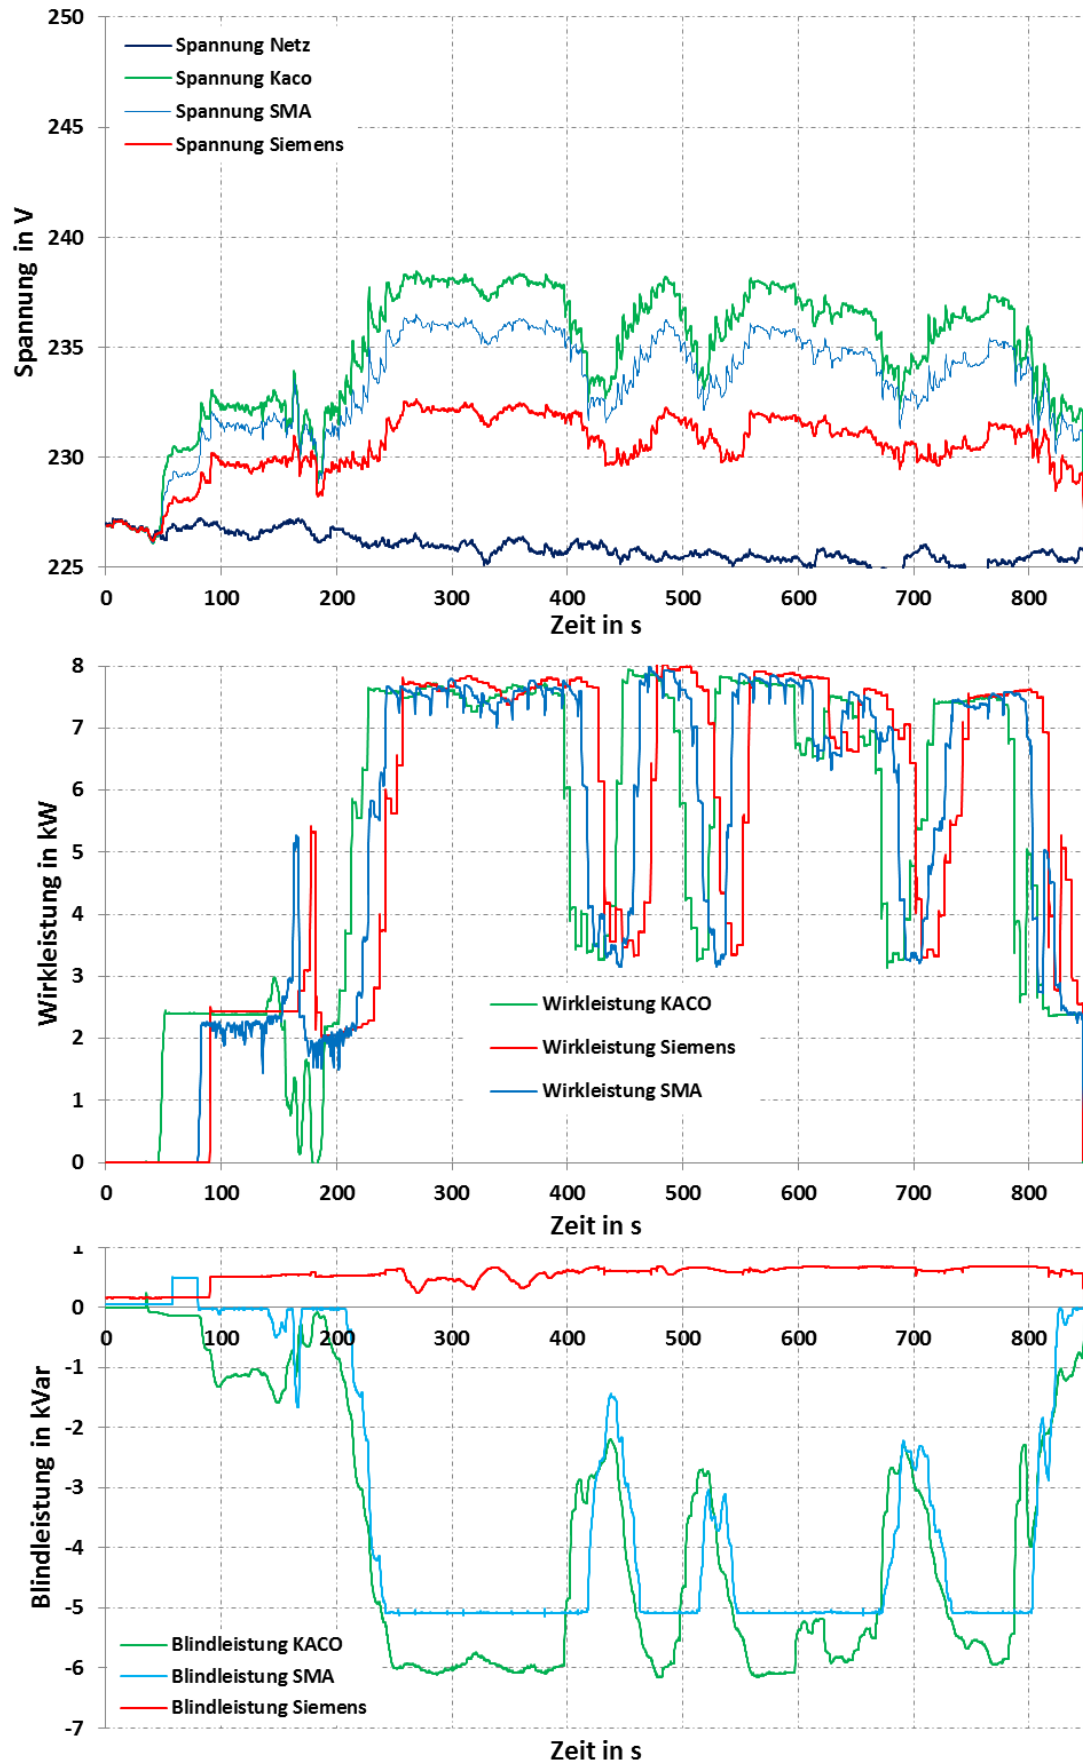 250
245
240
235
230
225
Spannung in V
Spannung Netz
Spannung Kaco
Spannung SMA
Spannung Siemens
0 100 200 300 400 500 600 700 800
Zeit in s
8
7
6
5
4
3
2
1
0
Wirkleistung in kW
Wirkleistung KACO
Wirkleistung Siemens
Wirkleistung SMA
0 100 200 300 400 500 600 700 800
Zeit in s
1
0
-1
-2
-3
-4
-5
-6
-7
Blindleistung in kVar
0 100 200 300 400 500 600 700 800
Blindleistung KACO
Blindleistung SMA
Blindleistung Siemens
Zeit in s